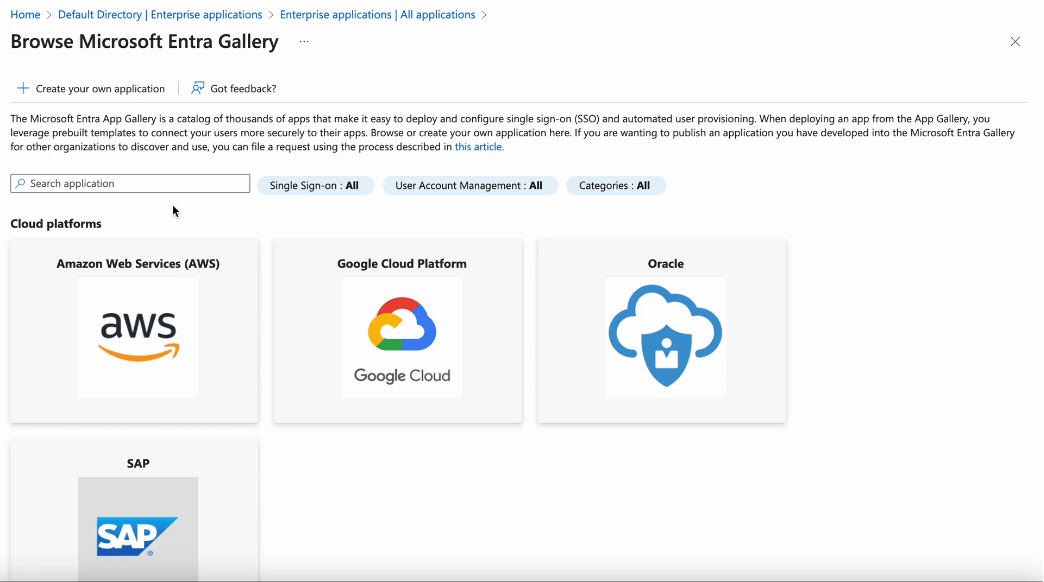 Home > Default Directory | Enterprise applications > Enterprise applications | All applications >
Browse Microsoft Entra Gallery ...
+ Create your own application | Got feedback?
The Microsoft Entra App Gallery is a catalog of thousands of apps that make it easy to deploy and configure single sign-on (SSO) and automated user provisioning. When deploying an app from the App Gallery, you
leverage prebuilt templates to connect your users more securely to their apps. Browse or create your own application here. If you are wanting to publish an application you have developed into the Microsoft Entra Gallery
for other organizations to discover and use, you can file a request using the process described in this article.
Search application
Single Sign-on : All
User Account Management : All
Categories : All
Cloud platforms
Amazon Web Services (AWS)
aws
Google Cloud Platform
Google Cloud
Oracle
SAP
SAP®